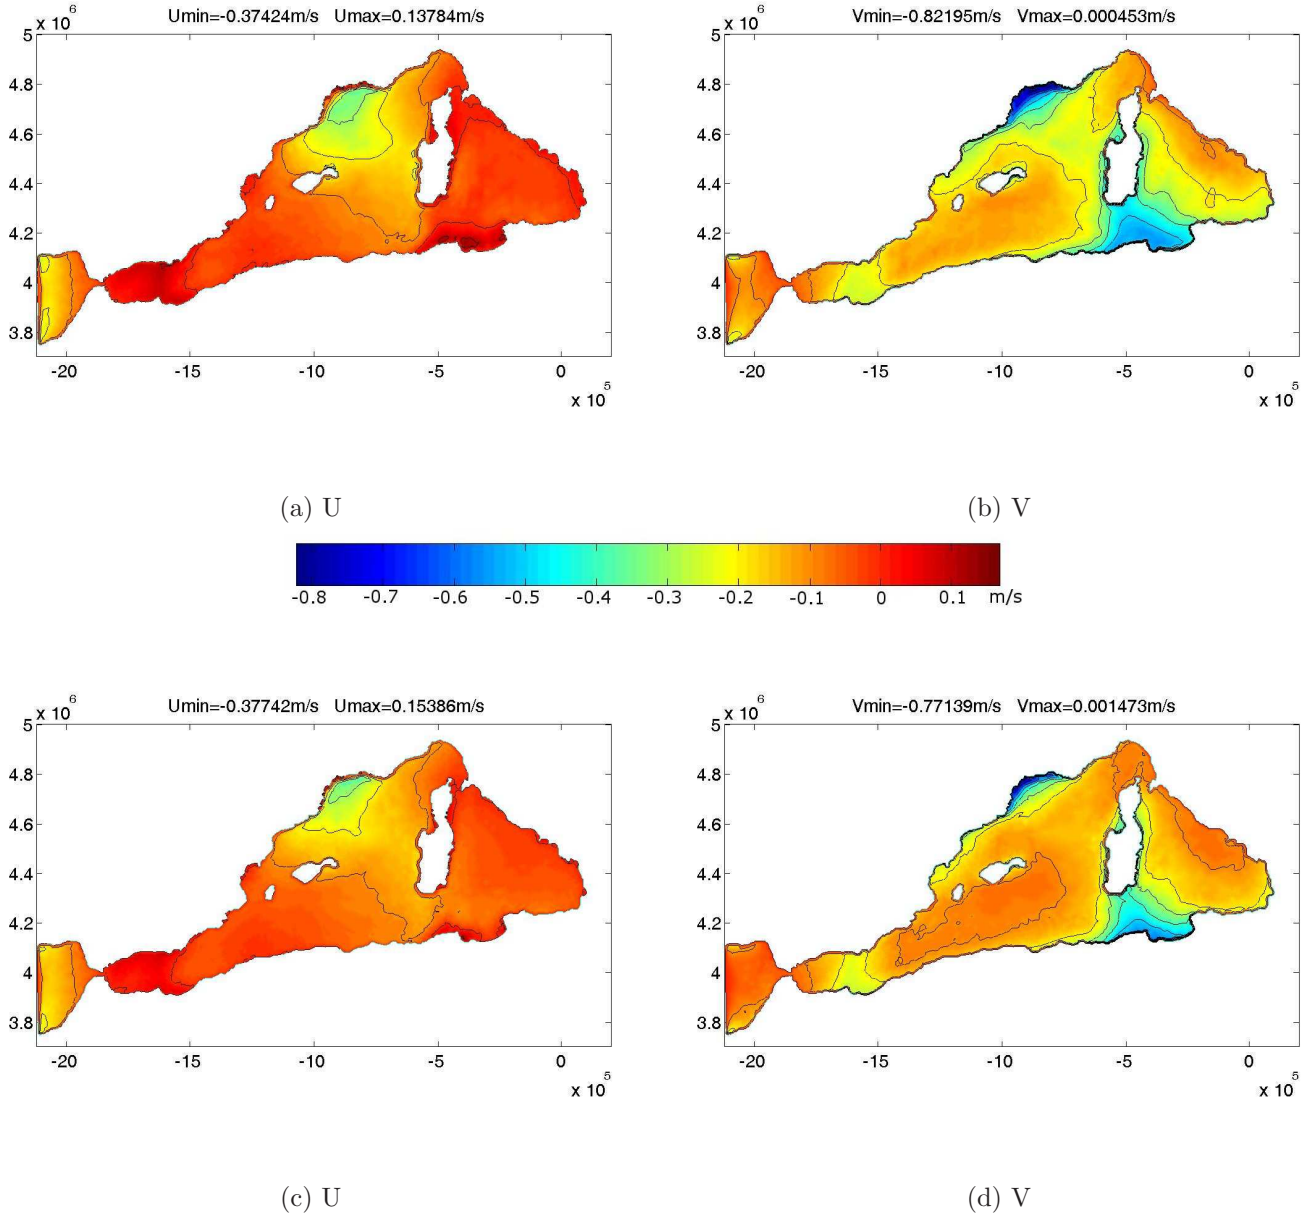 Umin=-0.37424m/s Umax=0.13784m/s
x 10 6
5
4.8
4.6
4.4
4.2
4
3.8
-20 -15 -10 -5 0
x 10 5
(a) U
Vmin=-0.82195m/s Vmax=0.000453m/s
x 10 6
5
4.8
4.6
4.4
4.2
4
3.8
-20 -15 -10 -5 0
x 10 5
(b) V
-0.8 -0.7 -0.6 -0.5 -0.4 -0.3 -0.2 -0.1 0 0.1 m/s
Umin=-0.37742m/s Umax=0.15386m/s
x 10 6
5
4.8
4.6
4.4
4.2
4
3.8
-20 -15 -10 -5 0
x 10 5
(c) U
Vmin=-0.77139m/s Vmax=0.001473m/s
x 10 6
5
4.8
4.6
4.4
4.2
4
3.8
-20 -15 -10 -5 0
x 10 5
(d) V